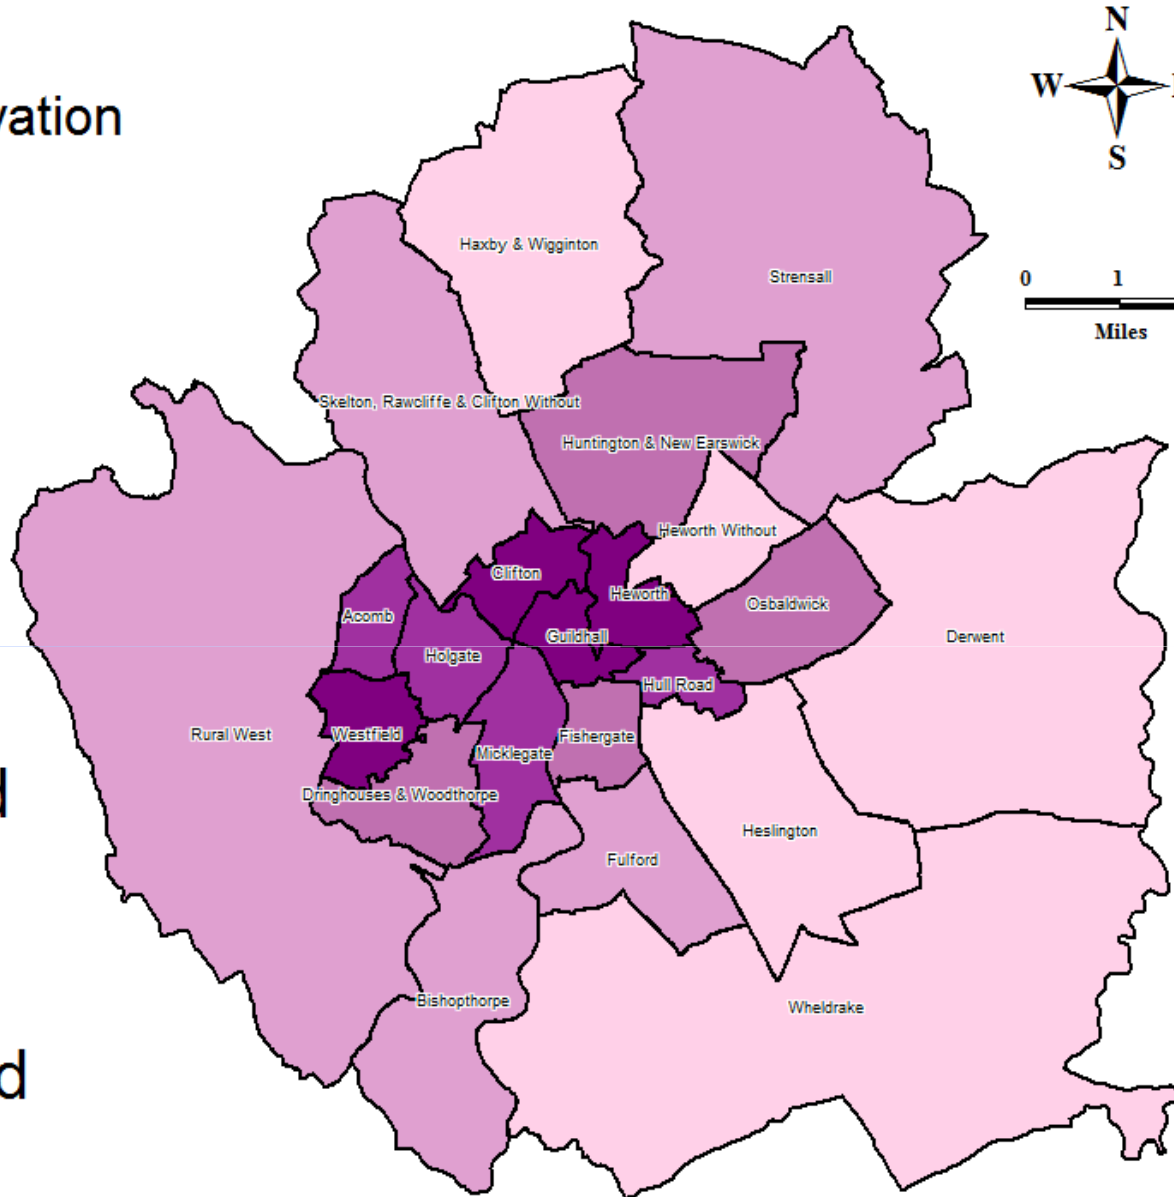 N
vation
W
S
Haxby & Wigginton
Strensall
0 1
Miles
Skelton, Rawcliffe & Clifton Without
Huntington & New Earswick
Heworth Without
Clifton
Heworth
Osbaldwick
Acomb
Guildhall
Derwent
Holgate
Hull Road
Rural West
Westfield
Fishergate
Micklegate
d
Dringhouses & Woodthorpe
Heslington
Fulford
Bishopthorpe
Wheldrake
d